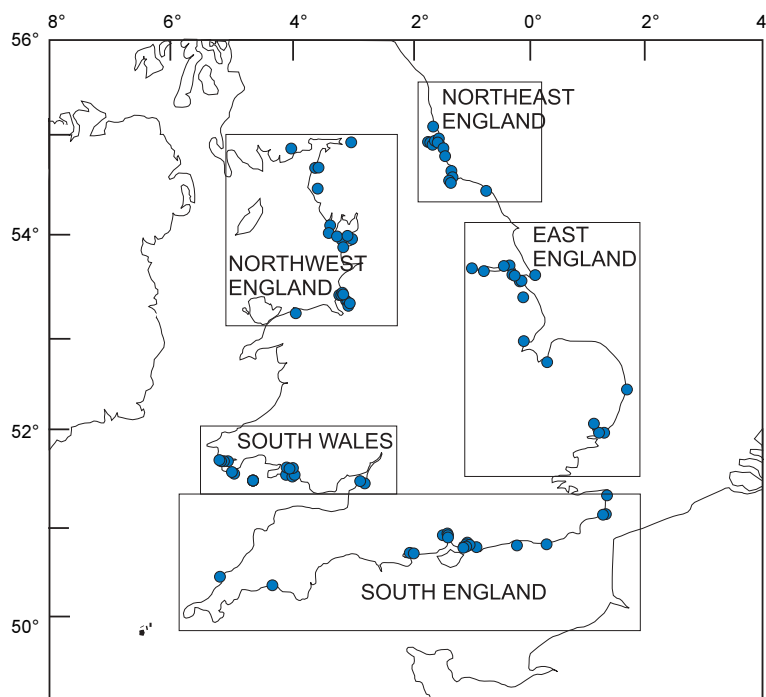 8° 6° 4° 2° 0° 2° 4
56°
NORTHEAST
ENGLAND
54°
EAST
ENGLAND
NORTHWEST
ENGLAND
52°
SOUTH WALES
SOUTH ENGLAND
50°